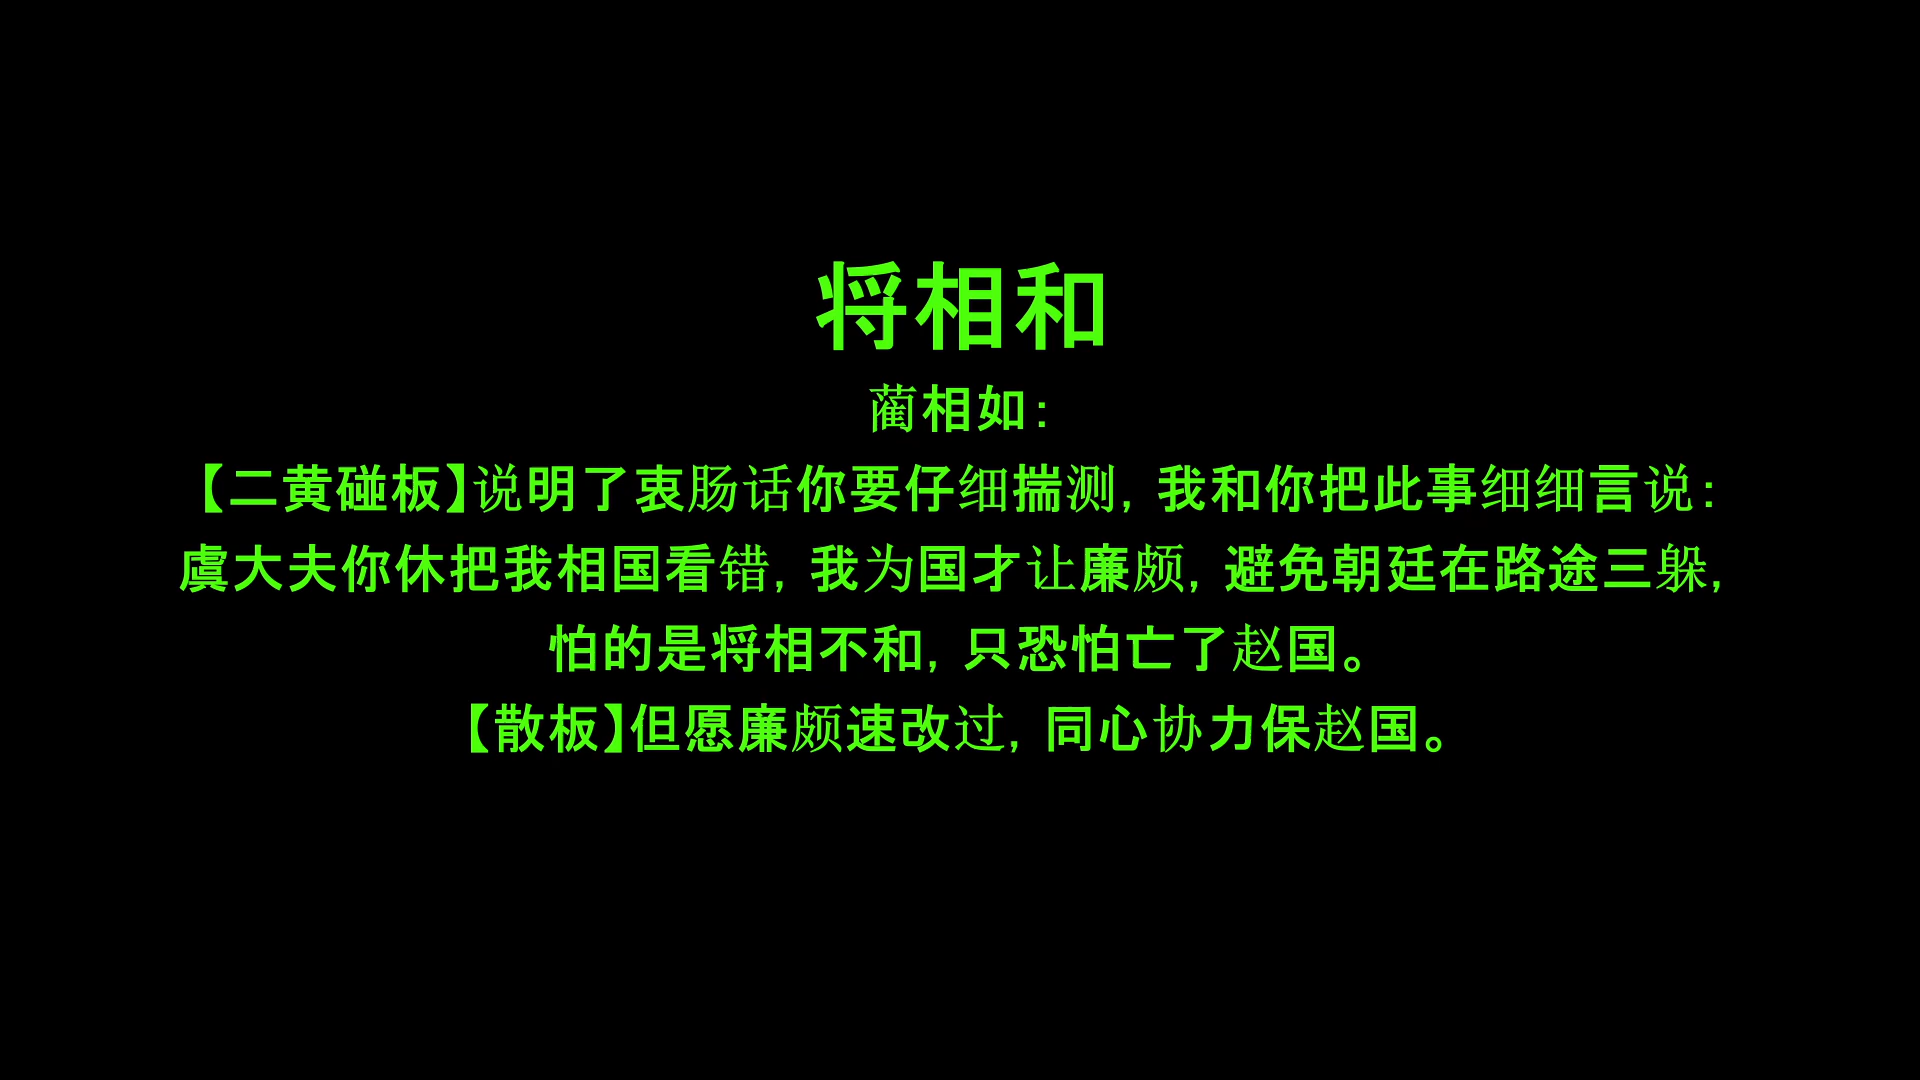 将相和
蔺相如：
【二黄碰板】说明了衷肠话你要仔细揣测，我和你把此事细细言说：
虞大夫你休把我相国看错，我为国才让廉颇，避免朝廷在路途三躲，
怕的是将相不和，只恐怕亡了赵国。
【散板】但愿廉颇速改过，同心协力保赵国。